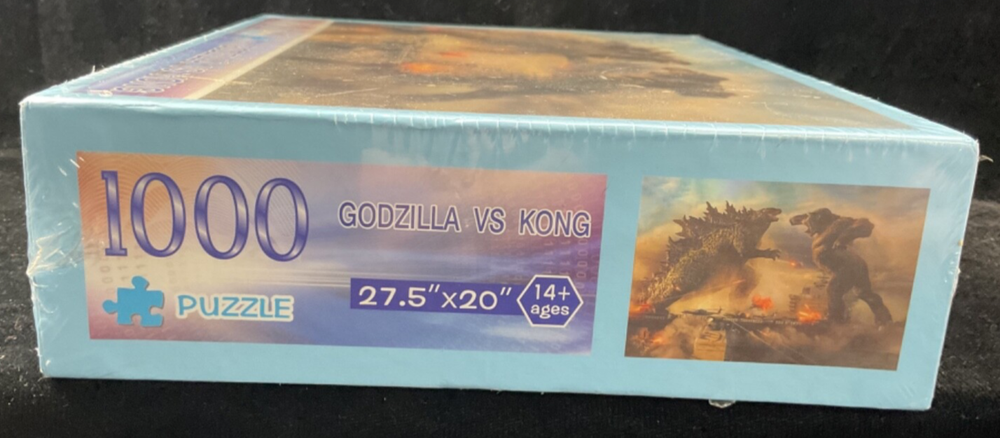 1000
GODZILLA VS KONG
PUZZLE
27.5"x20"
14+
ages